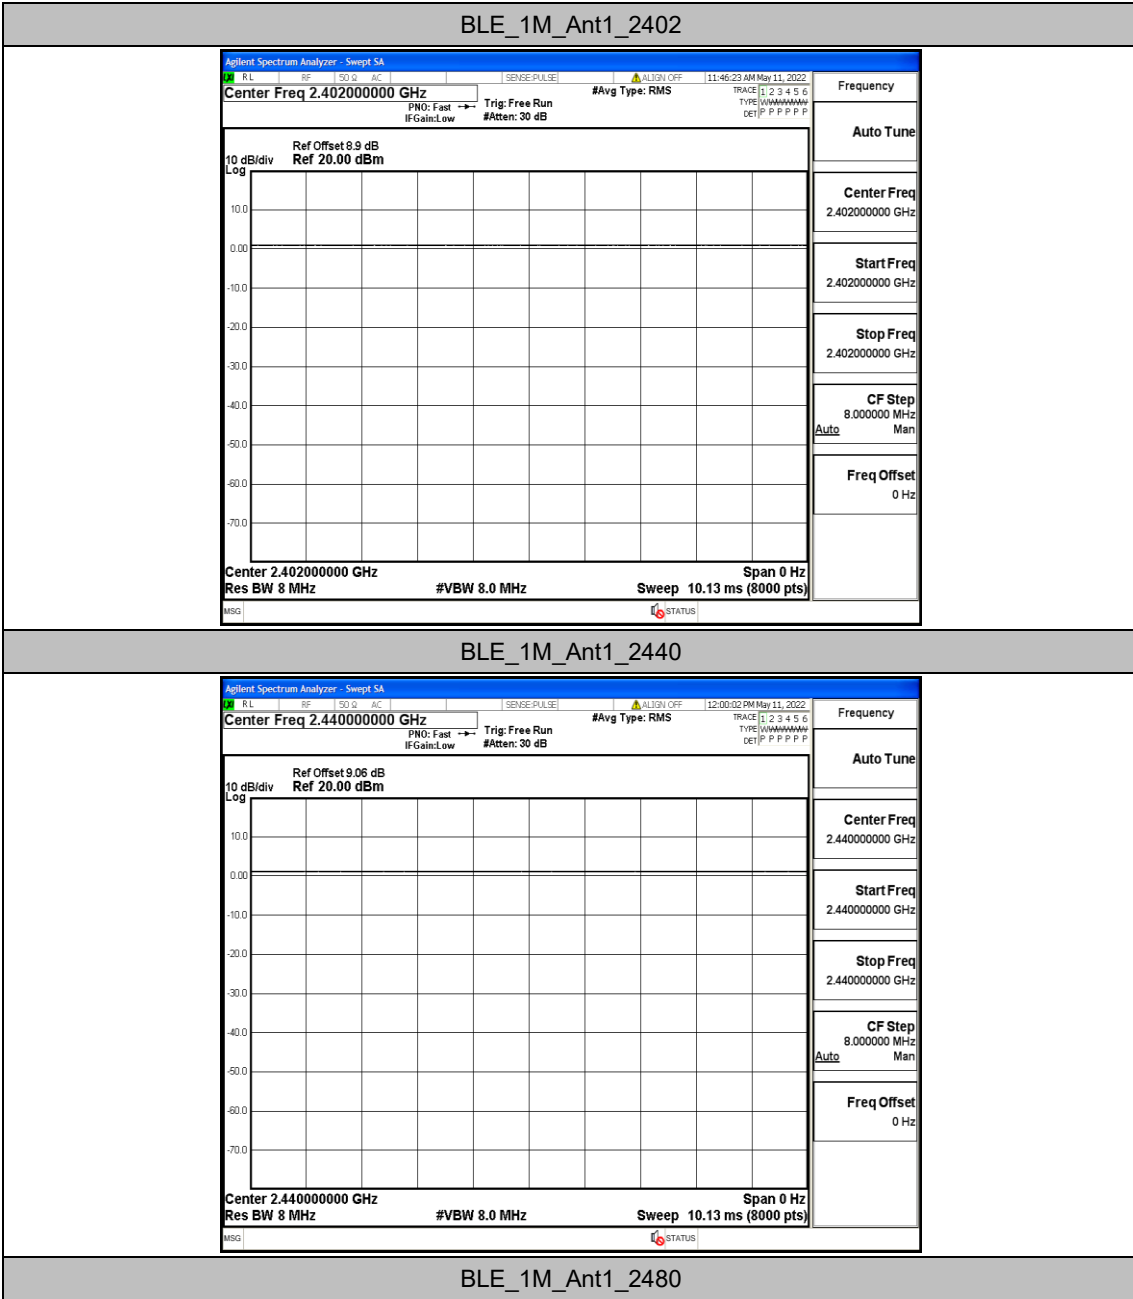 BLE_1M_Ant1_2402
Agilent Spectrum Analyzer - Swept SA
RL RF 50 Ω AC SENSE:PULSE ALIGN OFF 11:46:23 AM May 11, 2022
Center Freq 2.402000000 GHz #Avg Type: RMS TRACE 1 2 3 4 5 6
PNO: Fast Trig: Free Run TYPE
IFGain:Low #Atten: 30 dB DET P P P P P P
Frequency
Auto Tune
Ref Offset 8.9 dB
10 dB/div Ref 20.00 dBm
Log
10.0
0.00
-10.0
-20.0
-30.0
-40.0
-50.0
-60.0
-70.0
Center Freq
2.402000000 GHz
Start Freq
2.402000000 GHz
Stop Freq
2.402000000 GHz
CF Step
8.000000 MHz
Auto Man
Freq Offset
0 Hz
Center 2.402000000 GHz Span 0 Hz
Res BW 8 MHz #VBW 8.0 MHz Sweep 10.13 ms (8000 pts)
MSG STATUS
BLE_1M_Ant1_2440
Agilent Spectrum Analyzer - Swept SA
RL RF 50 Ω AC SENSE:PULSE ALIGN OFF 12:00:02 PM May 11, 2022
Center Freq 2.440000000 GHz #Avg Type: RMS TRACE 1 2 3 4 5 6
PNO: Fast Trig: Free Run TYPE
IFGain:Low #Atten: 30 dB DET P P P P P P
Frequency
Auto Tune
Ref Offset 9.06 dB
10 dB/div Ref 20.00 dBm
Log
10.0
0.00
-10.0
-20.0
-30.0
-40.0
-50.0
-60.0
-70.0
Center Freq
2.440000000 GHz
Start Freq
2.440000000 GHz
Stop Freq
2.440000000 GHz
CF Step
8.000000 MHz
Auto Man
Freq Offset
0 Hz
Center 2.440000000 GHz Span 0 Hz
Res BW 8 MHz #VBW 8.0 MHz Sweep 10.13 ms (8000 pts)
MSG STATUS
BLE_1M_Ant1_2480